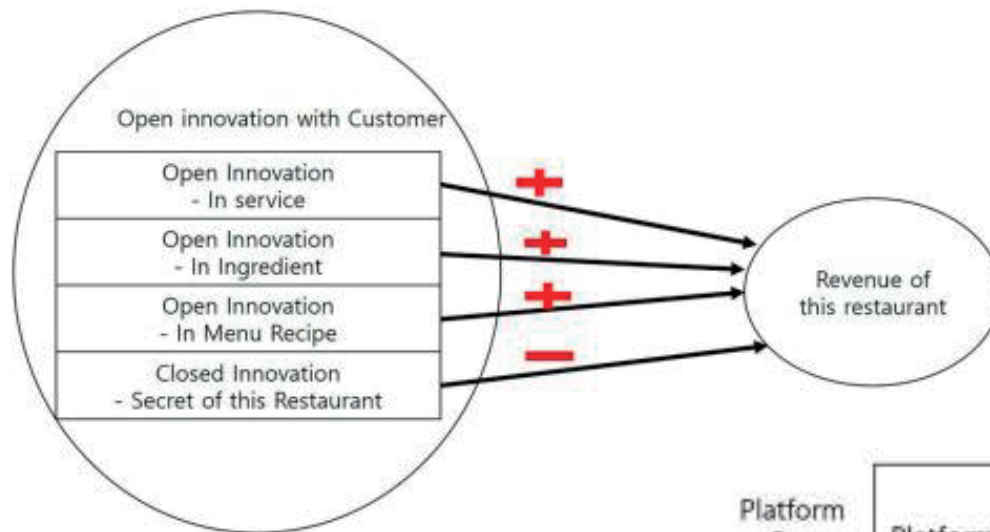 Open innovation with Customer
Open Innovation
- In service
Open Innovation
- In Ingredient
Open Innovation
- In Menu Recipe
Closed Innovation
- Secret of this Restaurant
+
+
+
−
Revenue of
this restaurant
Platform